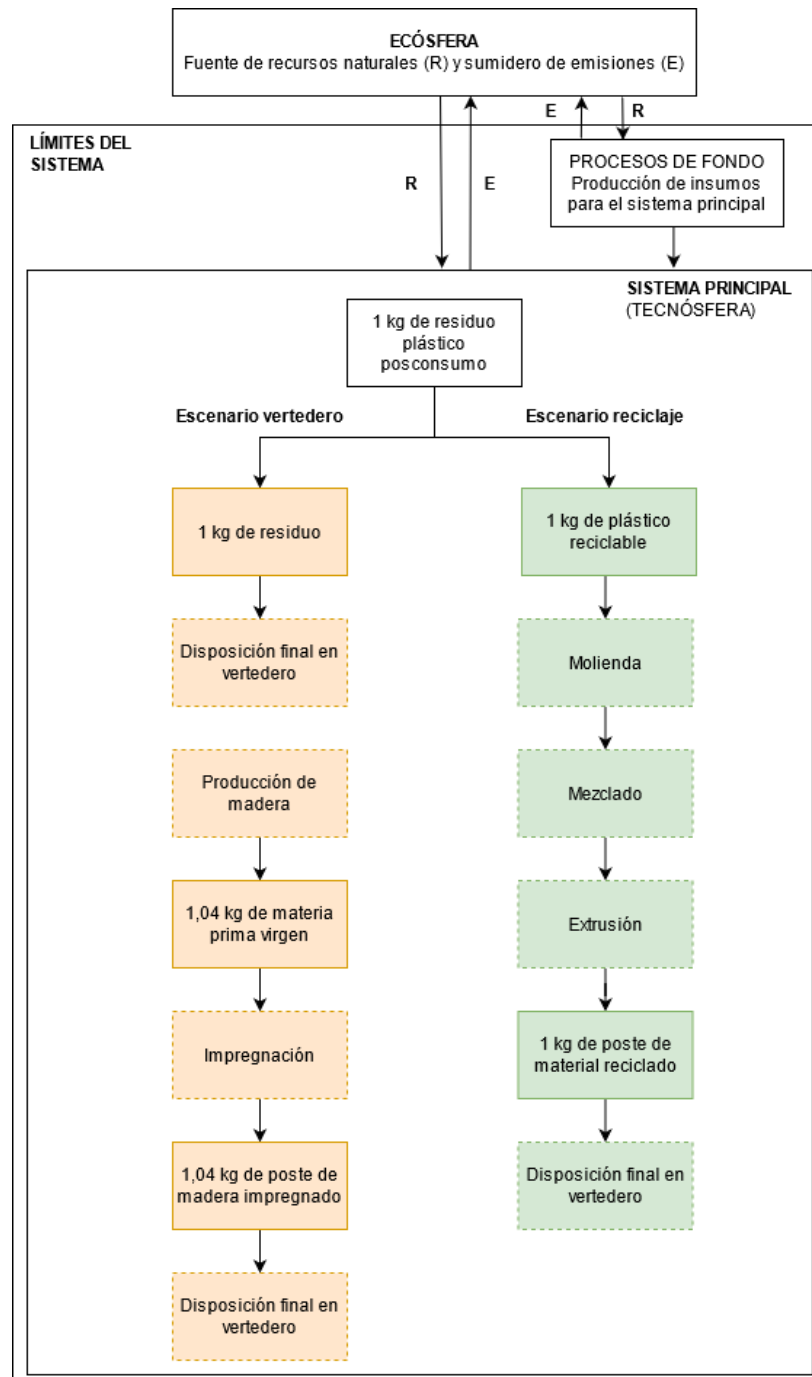 ECÓSFERA
Fuente de recursos naturales (R) y sumidero de emisiones (E)
E
R
LÍMITES DEL
SISTEMA
PROCESOS DE FONDO
Producción de insumos
para el sistema principal
R
E
SISTEMA PRINCIPAL
(TECNÓSFERA)
1 kg de residuo
plástico
posconsumo
Escenario vertedero
Escenario reciclaje
1 kg de residuo
1 kg de plástico
reciclable
Disposición final en
vertedero
Molienda
Producción de
madera
Mezclado
1,04 kg de materia
prima virgen
Extrusión
Impregnación
1 kg de poste de
material reciclado
1,04 kg de poste de
madera impregnado
Disposición final en
vertedero
Disposición final en
vertedero